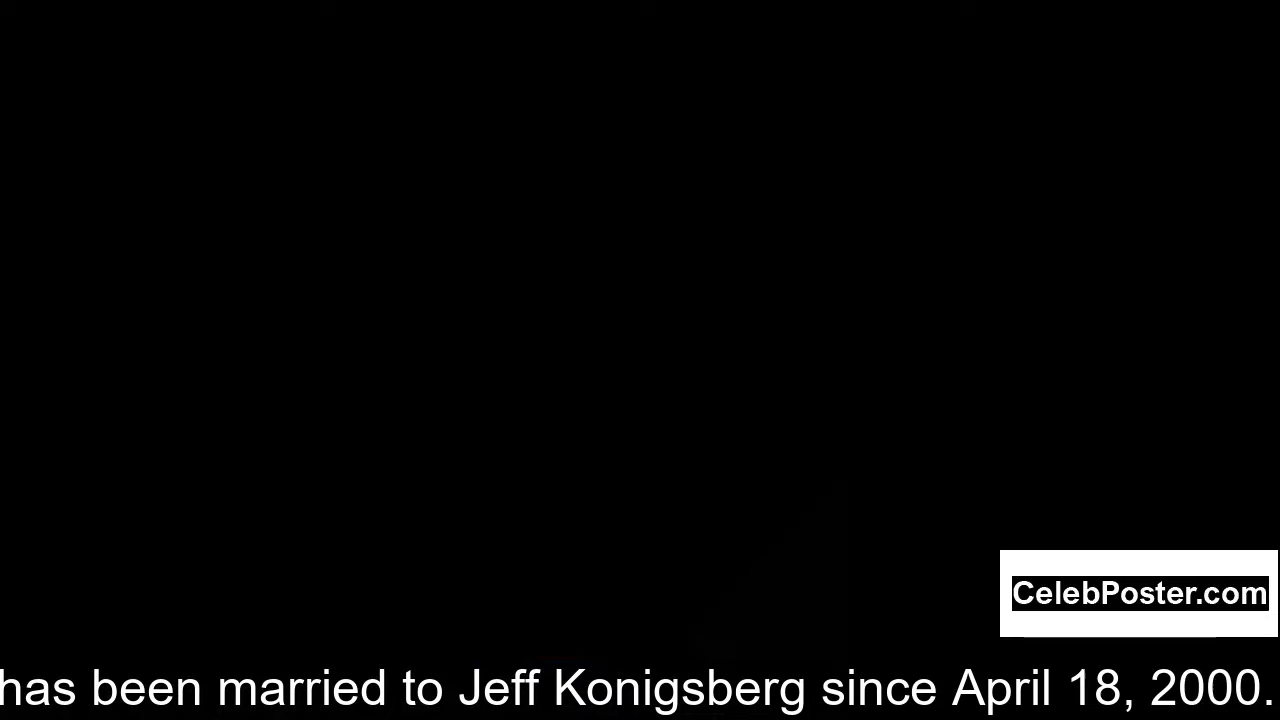 CelebPoster.com
has been married to Jeff Konigsberg since April 18, 2000.